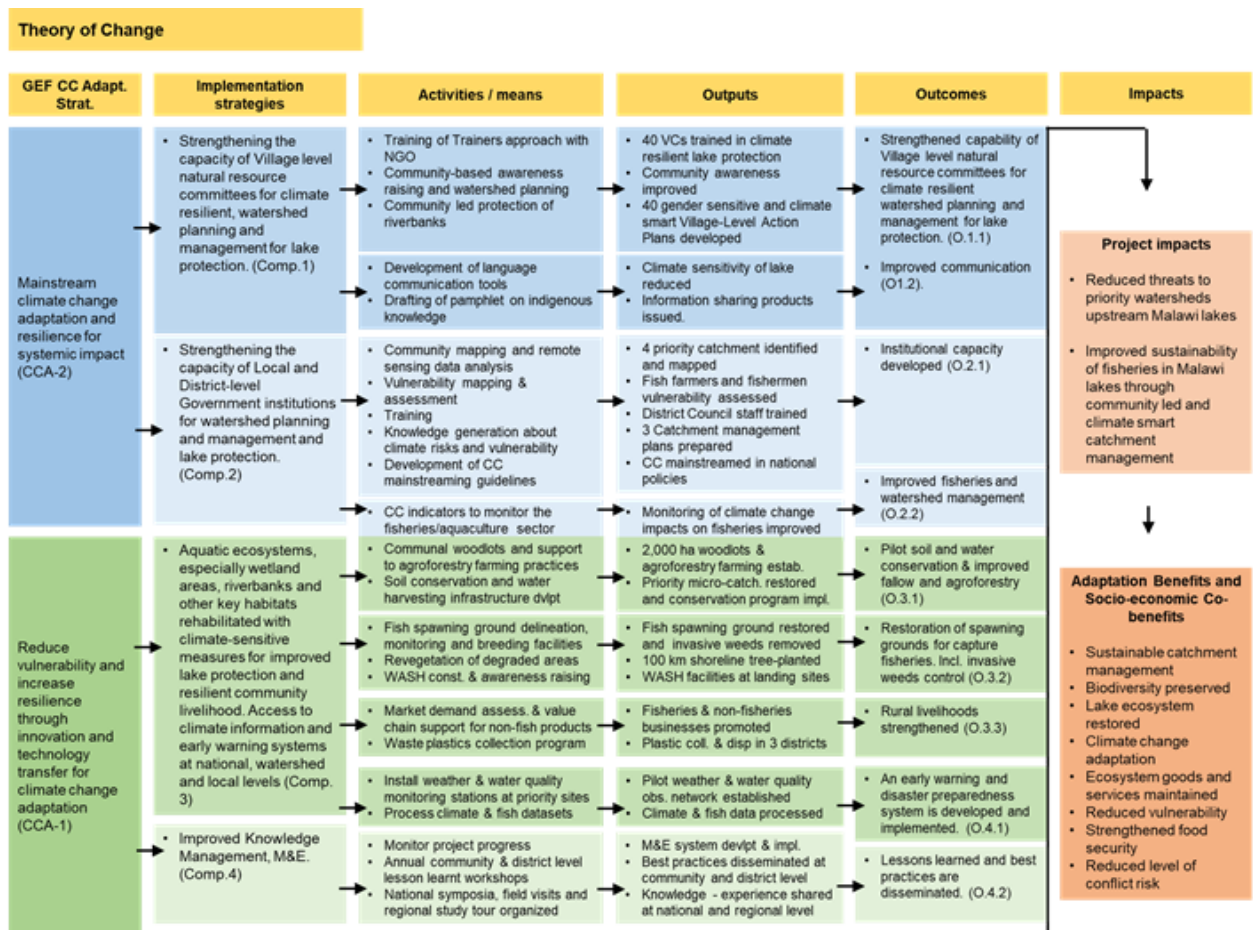 Theory of Change
GEF CC Adapt.
Strat.
Implementation
strategies
Activities / means
Outputs
Outcomes
Impacts
Mainstream
climate change
adaptation and
resilience for
systemic impact
(CCA-2)
• Strengthening the
capacity of Village level
natural resource
committees for climate
resilient, watershed
planning and
management for lake
protection. (Comp.1)
• Training of Trainers approach with
NGO
• Community-based awareness
raising and watershed planning
• Community led protection of
riverbanks
• 40 VCs trained in climate
resilient lake protection
• Community awareness
improved
• 40 gender sensitive and climate
smart Village-Level Action
Plans developed
• Strengthened capability of
Village level natural
resource committees for
climate resilient
watershed planning and
management for lake
protection. (O.1.1)
• Development of language
communication tools
• Drafting of pamphlet on indigenous
knowledge
• Climate sensitivity of lake
reduced
• Information sharing products
issued.
• Improved communication
(O1.2).
• Strengthening the
capacity of Local and
District-level
Government institutions
for watershed planning
and management and
lake protection.
(Comp.2)
• Community mapping and remote
sensing data analysis
• Vulnerability mapping &
assessment
• Training
• Knowledge generation about
climate risks and vulnerability
• Development of CC
mainstreaming guidelines
• 4 priority catchment identified
and mapped
• Fish farmers and fishermen
vulnerability assessed
• District Council staff trained
• 3 Catchment management
plans prepared
• CC mainstreamed in national
policies
• Institutional capacity
developed (O.2.1)
• CC indicators to monitor the
fisheries/aquaculture sector
• Monitoring of climate change
impacts on fisheries improved
• Improved fisheries and
watershed management
(O.2.2)
Reduce
vulnerability and
increase
resilience
through
innovation and
technology
transfer for
climate change
adaptation
(CCA-1)
• Aquatic ecosystems,
especially wetland
areas, riverbanks and
other key habitats
rehabilitated with
climate-sensitive
measures for improved
lake protection and
resilient community
livelihood. Access to
climate information and
early warning systems
at national, watershed
and local levels (Comp.
3)
• Communal woodlots and support
to agroforestry farming practices
• Soil conservation and water
harvesting infrastructure dvlpt
• 2,000 ha woodlots &
agroforestry farming estab.
• Priority micro-catch. restored
and conservation program impl.
• Pilot soil and water
conservation & improved
fallow and agroforestry
(O.3.1)
• Fish spawning ground delineation,
monitoring and breeding facilities
• Revegetation of degraded areas
• WASH const. & awareness raising
• Fish spawning ground restored
and invasive weeds removed
• 100 km shoreline tree-planted
• WASH facilities at landing sites
• Restoration of spawning
grounds for capture
fisheries. Incl. invasive
weeds control (O.3.2)
• Market demand assess. & value
chain support for non-fish products
• Waste plastics collection program
• Fisheries & non-fisheries
businesses promoted
• Plastic coll. & disp in 3 districts
• Rural livelihoods
strengthened (O.3.3)
• Install weather & water quality
monitoring stations at priority sites
• Process climate & fish datasets
• Pilot weather & water quality
obs. network established
• Climate & fish data processed
• An early warning and
disaster preparedness
system is developed and
implemented. (O.4.1)
• Improved Knowledge
Management, M&E.
(Comp.4)
• Monitor project progress
• Annual community & district level
lesson learnt workshops
• National symposia, field visits and
regional study tour organized
• M&E system devlpt & impl.
• Best practices disseminated at
community and district level
• Knowledge - experience shared
at national and regional level
• Lessons learned and best
practices are
disseminated. (O.4.2)
Project impacts
• Reduced threats to
priority watersheds
upstream Malawi lakes
• Improved sustainability
of fisheries in Malawi
lakes through
community led and
climate smart
catchment
management
Adaptation Benefits and
Socio-economic Co-
benefits
• Sustainable catchment
management
• Biodiversity preserved
• Lake ecosystem
restored
• Climate change
adaptation
• Ecosystem goods and
services maintained
• Reduced vulnerability
• Strengthened food
security
• Reduced level of
conflict risk